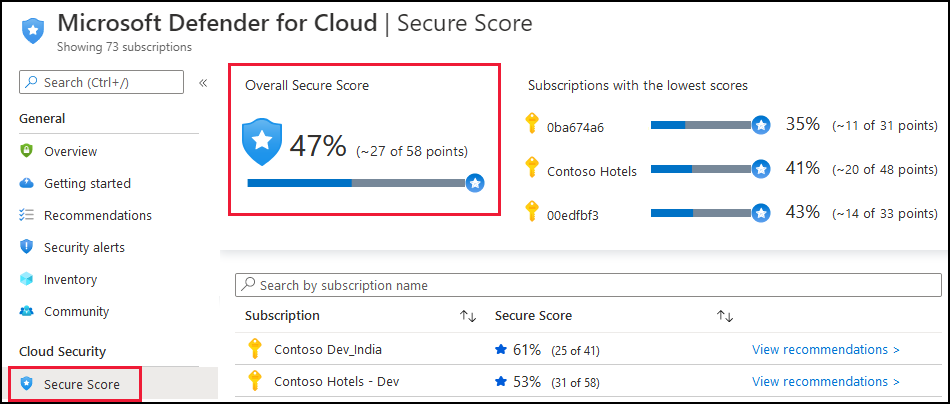 Microsoft Defender for Cloud | Secure Score
Showing 73 subscriptions
Search (Ctrl+/)
«
General
Overview
Getting started
Recommendations
Security alerts
Inventory
Community
Cloud Security
Secure Score
Overall Secure Score
47% (~27 of 58 points)
Subscriptions with the lowest scores
0ba674a6 35% (~11 of 31 points)
Contoso Hotels 41% (~20 of 48 points)
00edfbf3 43% (~14 of 33 points)
Search by subscription name
Subscription ↑↓ Secure Score ↑↓
Contoso Dev_India 61% (25 of 41) View recommendations >
Contoso Hotels - Dev 53% (31 of 58) View recommendations >